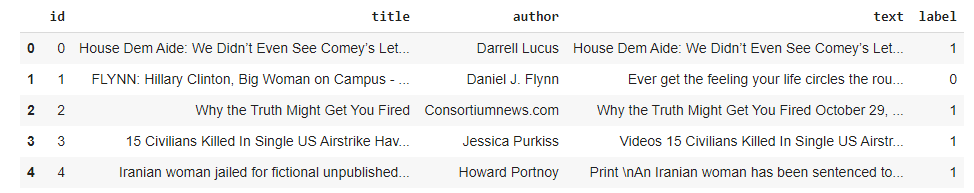 id title author text label
0 0 House Dem Aide: We Didn’t Even See Comey’s Let... Darrell Lucus House Dem Aide: We Didn’t Even See Comey’s Let... 1
1 1 FLYNN: Hillary Clinton, Big Woman on Campus - ... Daniel J. Flynn Ever get the feeling your life circles the rou... 0
2 2 Why the Truth Might Get You Fired Consortiumnews.com Why the Truth Might Get You Fired October 29, ... 1
3 3 15 Civilians Killed In Single US Airstrike Hav... Jessica Purkiss Videos 15 Civilians Killed In Single US Airstr... 1
4 4 Iranian woman jailed for fictional unpublished... Howard Portnoy Print \nAn Iranian woman has been sentenced to... 1